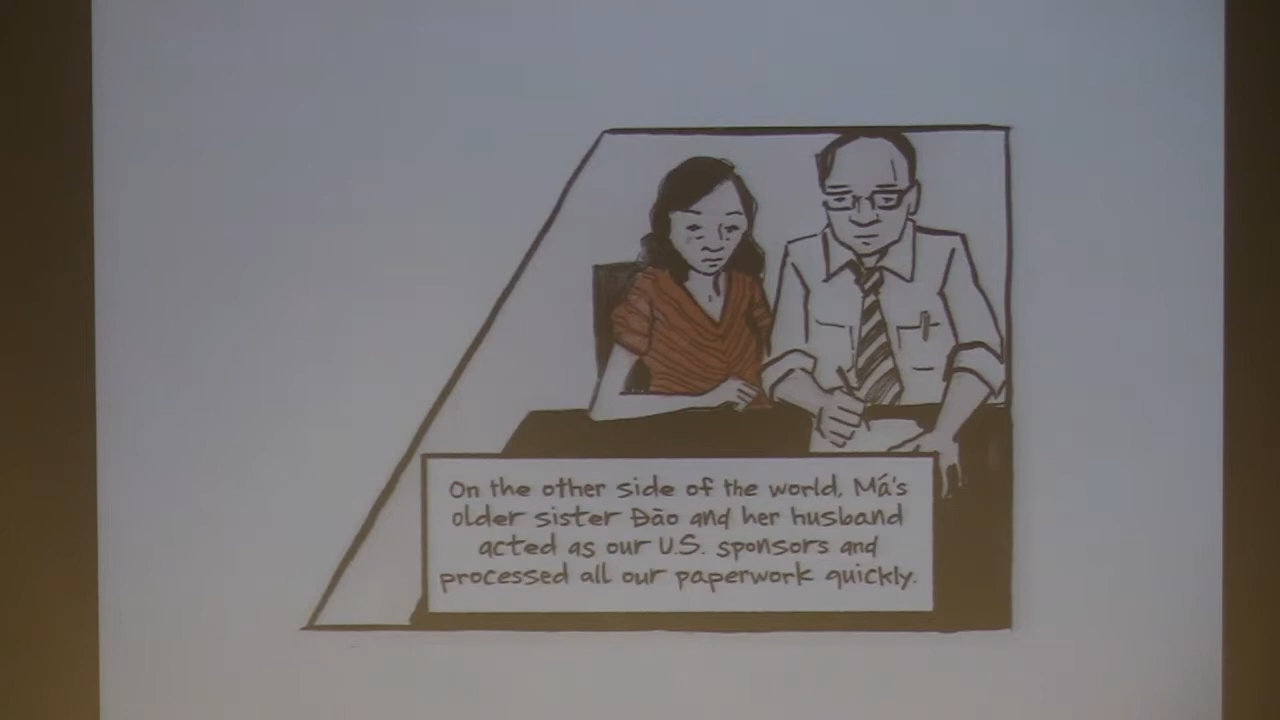 On the other side of the world, Má's
older sister Đào and her husband
acted as our U.S. sponsors and
processed all our paperwork quickly.